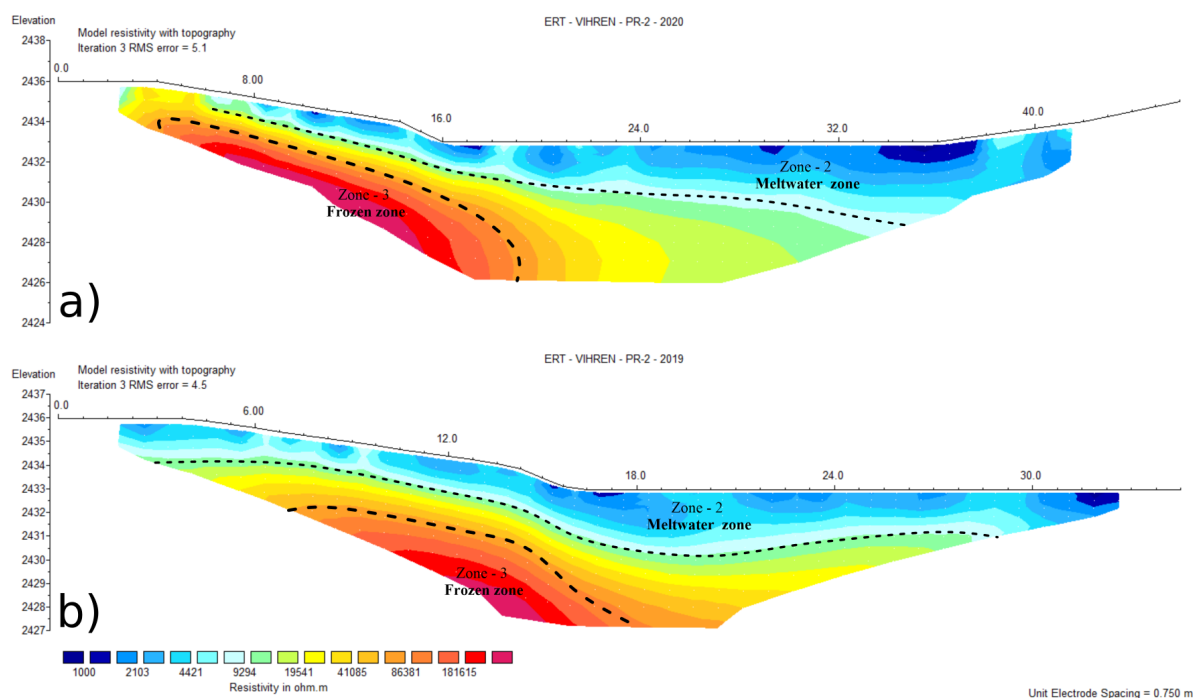 ERT - VIHREN - PR-2 - 2020
Elevation
Model resistivity with topography
Iteration 3 RMS error = 5.1
2438
2436
2434
2432
2430
2428
2426
2424
0.0
8.00
16.0
24.0
32.0
40.0
Zone - 2
Meltwater zone
Zone - 3
Frozen zone
a)
ERT - VIHREN - PR-2 - 2019
Elevation
Model resistivity with topography
Iteration 3 RMS error = 4.5
2437
2436
2435
2434
2433
2432
2431
2430
2429
2428
2427
0.0
6.00
12.0
18.0
24.0
30.0
Zone - 2
Meltwater zone
Zone - 3
Frozen zone
b)
1000 2103 4421 9294 19541 41085 86381 181615
Resistivity in ohm.m
Unit Electrode Spacing = 0.750 m